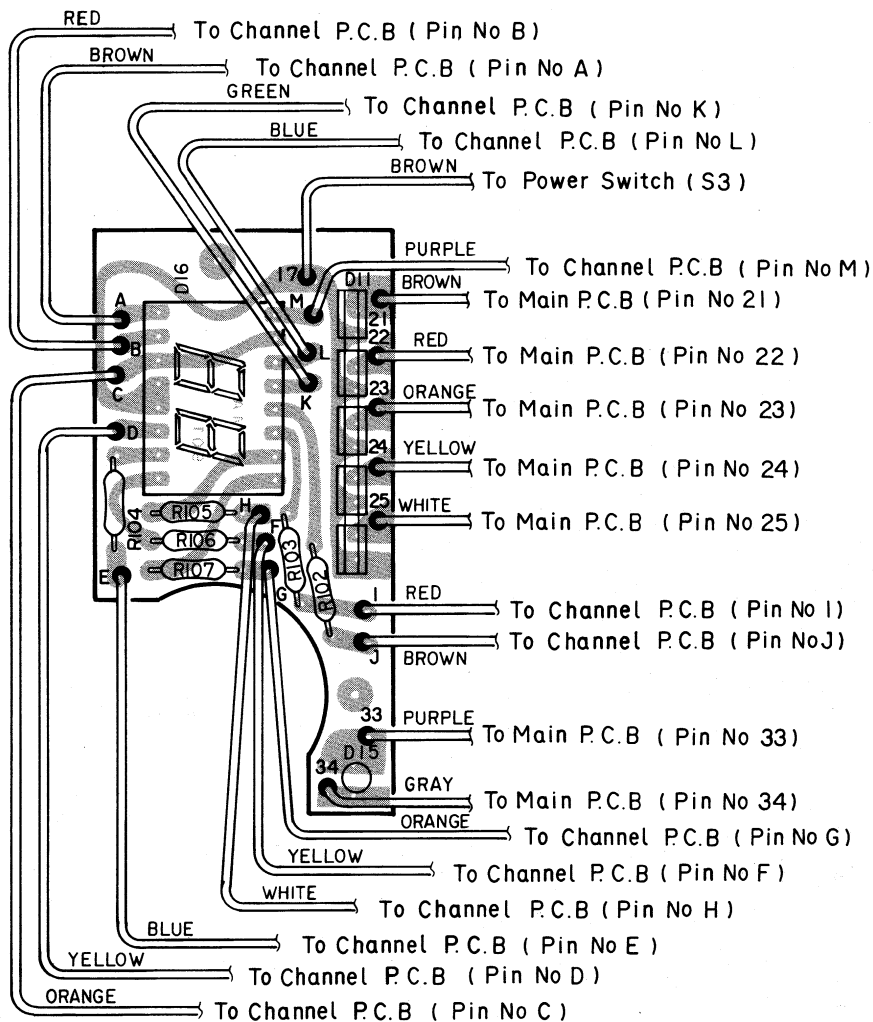 RED
To Channel P.C.B ( Pin No B )
BROWN
To Channel P.C.B ( Pin No A )
GREEN
To Channel P.C.B ( Pin No K )
BLUE
To Channel P.C.B ( Pin No L )
BROWN
To Power Switch ( S3 )
PURPLE
To Channel P.C.B ( Pin No M )
D16
17
D11
BROWN
To Main P.C.B ( Pin No 21 )
A
M
21
22
RED
To Main P.C.B ( Pin No 22 )
B
L
C
K
23
ORANGE
To Main P.C.B ( Pin No 23 )
D
24
YELLOW
To Main P.C.B ( Pin No 24 )
25
WHITE
To Main P.C.B ( Pin No 25 )
R104
R105
H
R106
F
R107
G
R103
R102
E
I
RED
To Channel P.C.B ( Pin No I )
J
BROWN
To Channel P.C.B ( Pin No J )
33
PURPLE
To Main P.C.B ( Pin No 33 )
D15
34
GRAY
To Main P.C.B ( Pin No 34 )
ORANGE
To Channel P.C.B ( Pin No G )
YELLOW
To Channel P.C.B ( Pin No F )
WHITE
To Channel P.C.B ( Pin No H )
BLUE
To Channel P.C.B ( Pin No E )
YELLOW
To Channel P.C.B ( Pin No D )
ORANGE
To Channel P.C.B ( Pin No C )